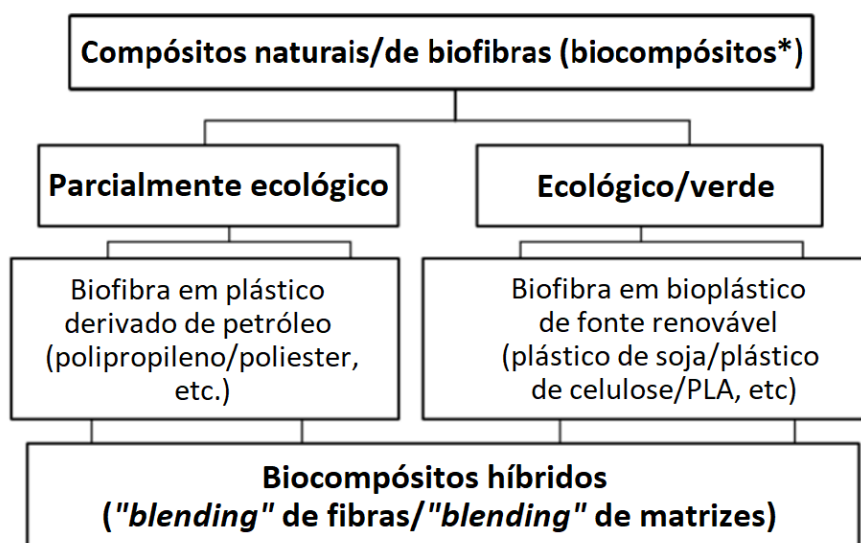 Compósitos naturais/de biofibras (biocompósitos*)
Parcialmente ecológico
Ecológico/verde
Biofibra em plástico
derivado de petróleo
(polipropileno/poliester,
etc.)
Biofibra em bioplástico
de fonte renovável
(plástico de soja/plástico
de celulose/PLA, etc)
Biocompósitos híbridos
("blending" de fibras/"blending" de matrizes)